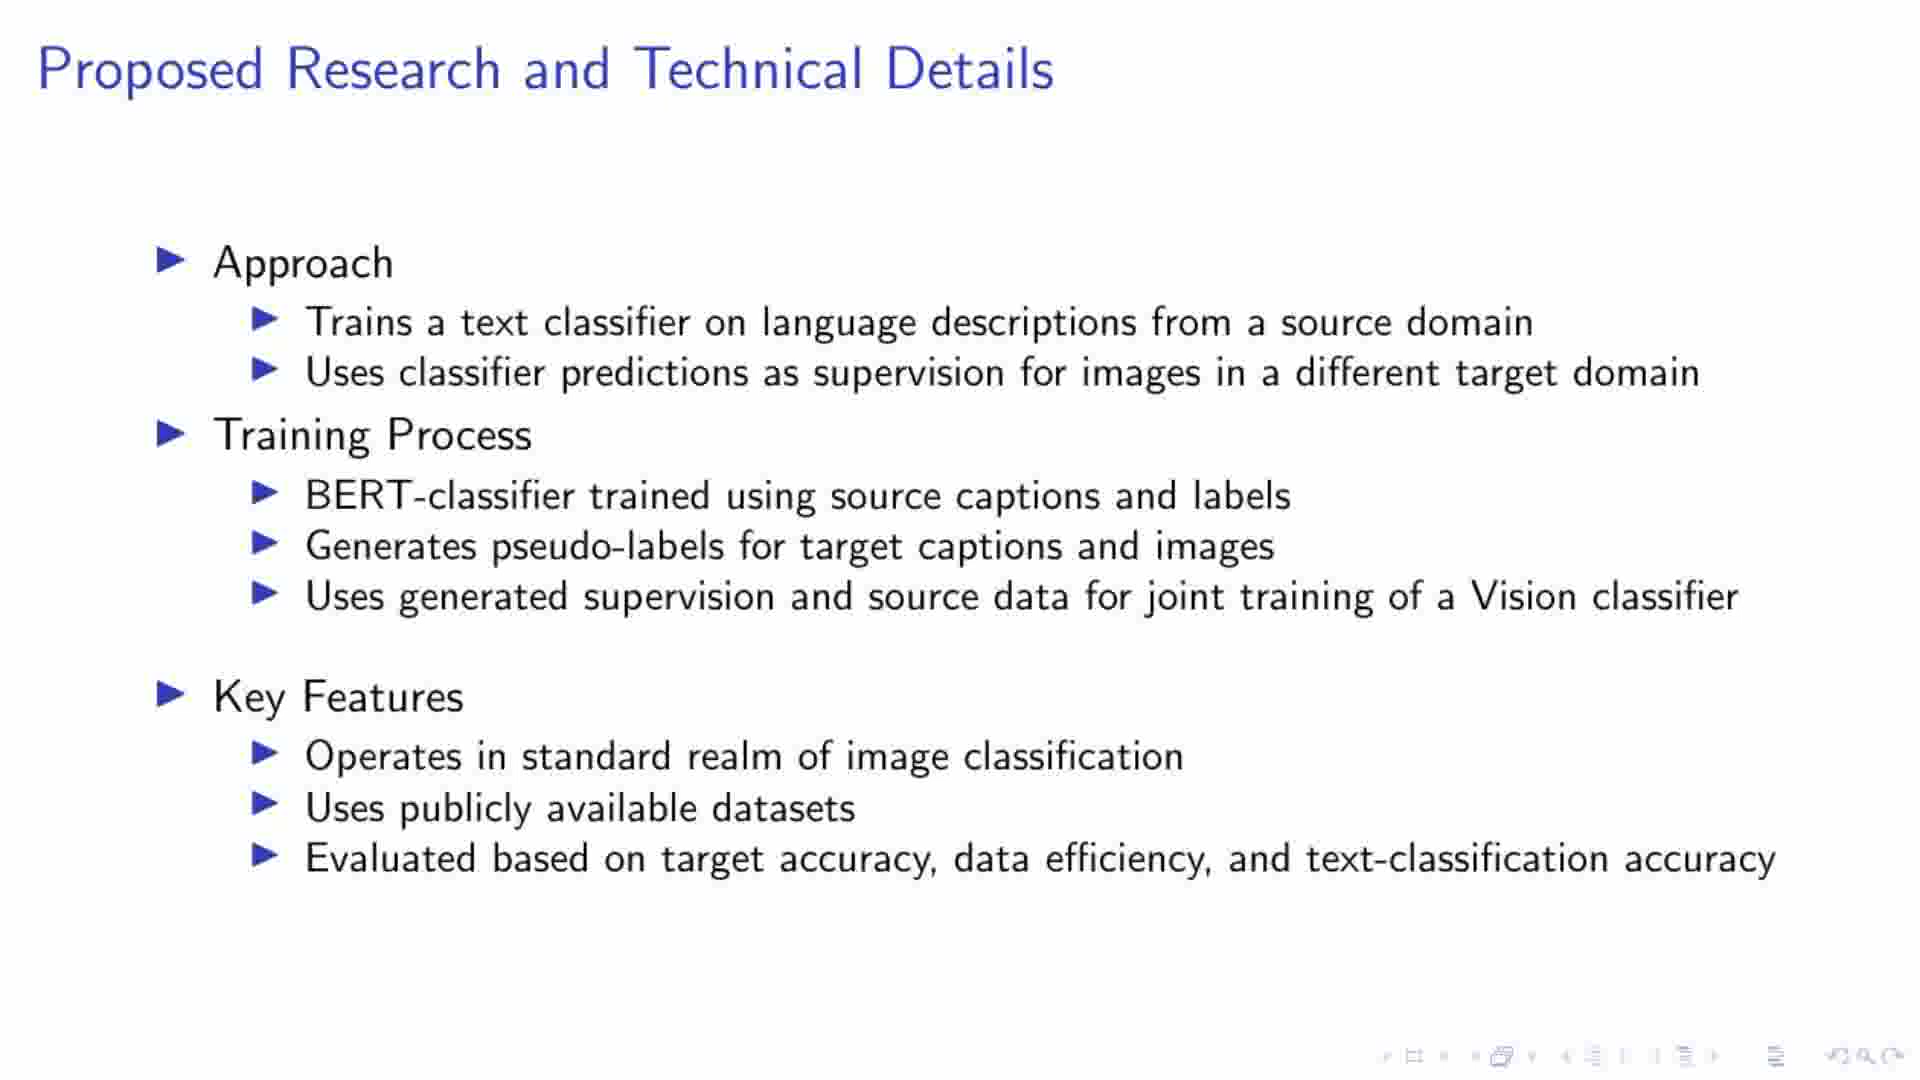 Proposed Research and Technical Details
Approach
Trains a text classifier on language descriptions from a source domain
Uses classifier predictions as supervision for images in a different target domain
Training Process
BERT-classifier trained using source captions and labels
Generates pseudo-labels for target captions and images
Uses generated supervision and source data for joint training of a Vision classifier
Key Features
Operates in standard realm of image classification
Uses publicly available datasets
Evaluated based on target accuracy, data efficiency, and text-classification accuracy